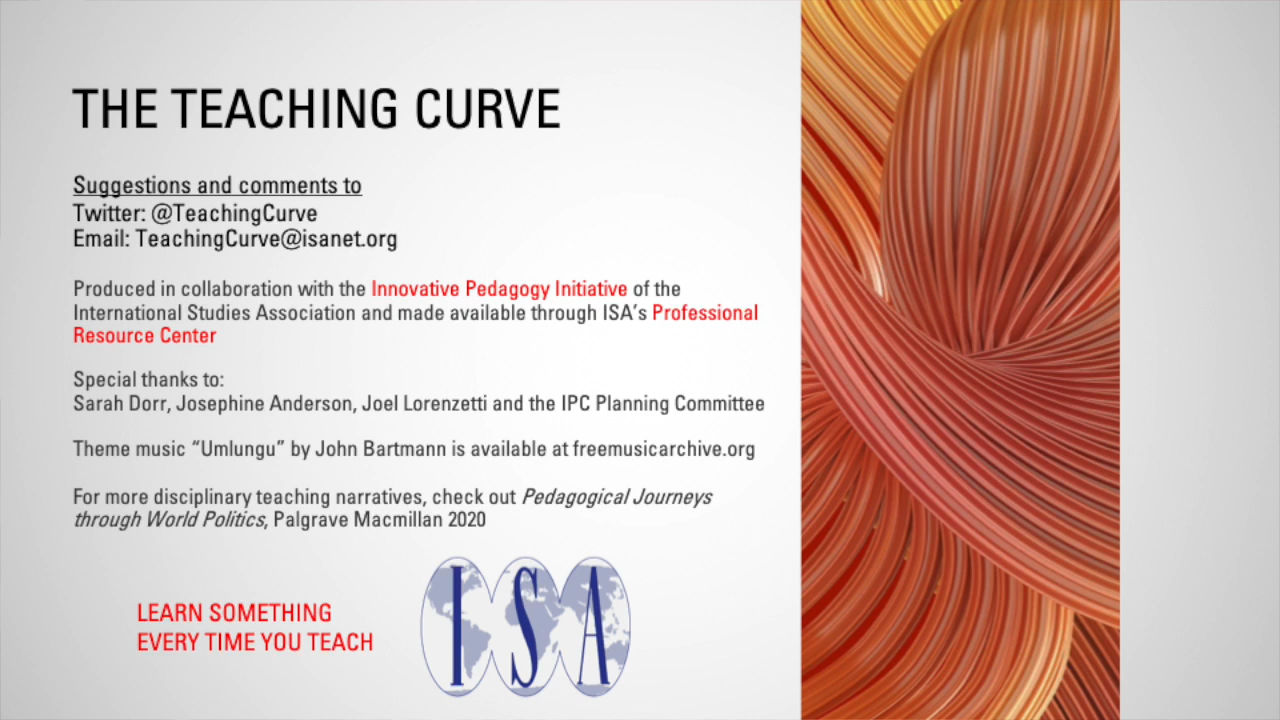 THE TEACHING CURVE
Suggestions and comments to
Twitter: @TeachingCurve
Email: TeachingCurve@isanet.org
Produced in collaboration with the Innovative Pedagogy Initiative of the
International Studies Association and made available through ISA’s Professional
Resource Center
Special thanks to:
Sarah Dorr, Josephine Anderson, Joel Lorenzetti and the IPC Planning Committee
Theme music “Umlungu” by John Bartmann is available at freemusicarchive.org
For more disciplinary teaching narratives, check out Pedagogical Journeys
through World Politics, Palgrave Macmillan 2020
LEARN SOMETHING
EVERY TIME YOU TEACH
ISA